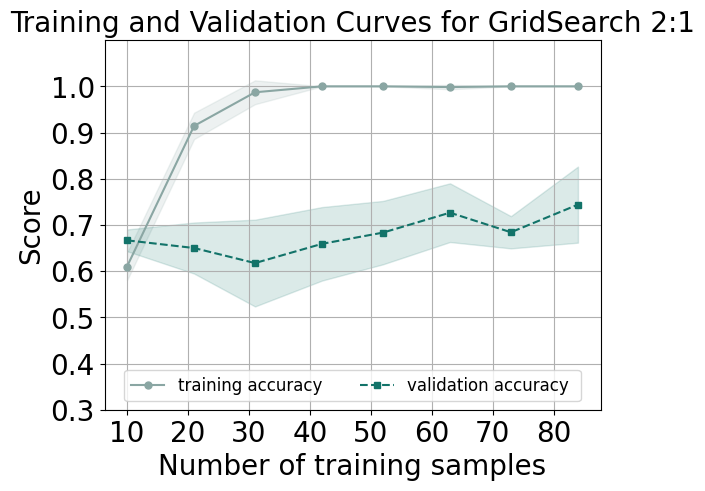 Training and Validation Curves for GridSearch 2:1
Score
1.0
0.9
0.8
0.7
0.6
0.5
0.4
0.3
training accuracy validation accuracy
10 20 30 40 50 60 70 80
Number of training samples